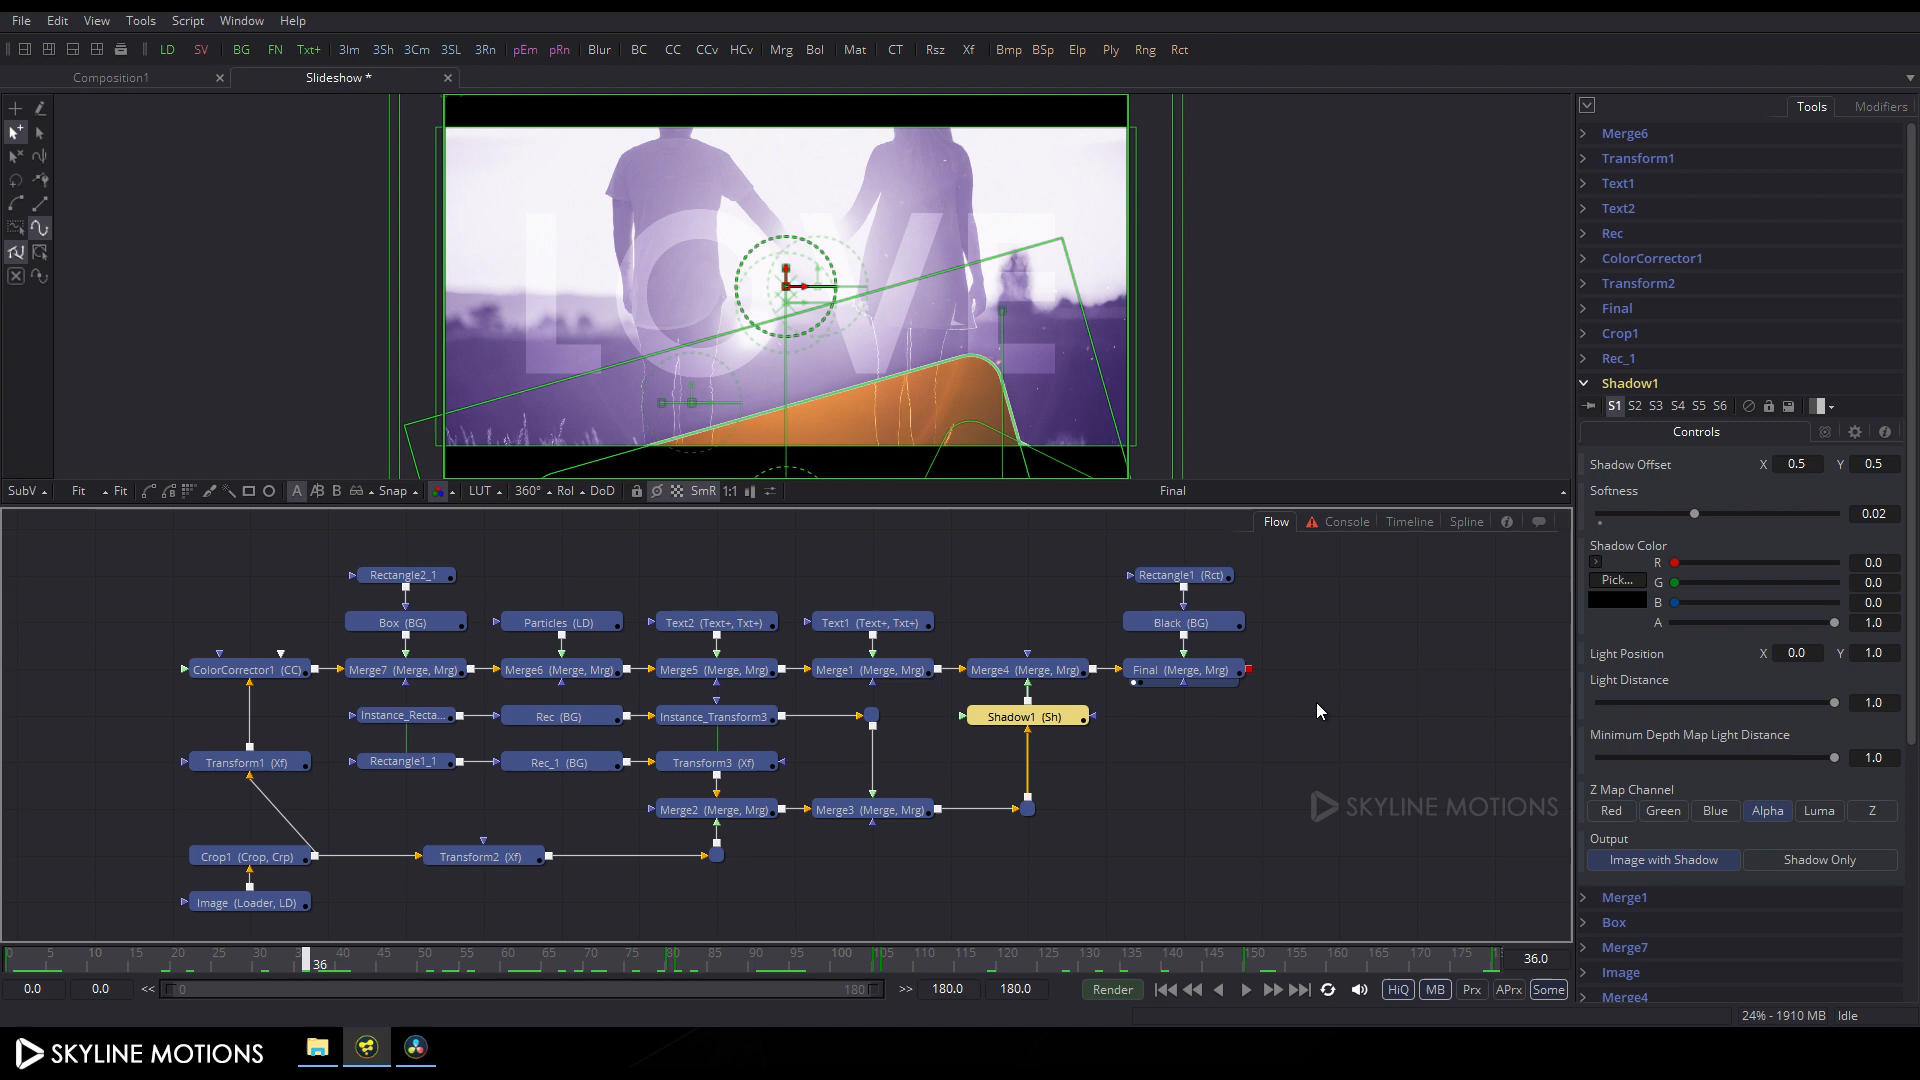 File Edit View Tools Script Window Help
LD SV BG FN Txt+ 3Im 3Sh 3Cm 3SL 3Rn pEm pRn Blur BC CC CCv HCv Mrg Bol Mat CT Rsz Xf Bmp BSp Elp Ply Rng Rct
Composition1 Slideshow *
LOVE
SubV Fit Fit A B Snap LUT 360° RoI DoD SmR 1:1 Final
Flow Console Timeline Spline
Rectangle2_1 Rectangle1 (Rct)
Box (BG) Particles (LD) Text2 (Text+, Txt+) Text1 (Text+, Txt+) Black (BG)
ColorCorrector1 (CC) Merge7 (Merge, Mrg) Merge6 (Merge, Mrg) Merge5 (Merge, Mrg) Merge1 (Merge, Mrg) Merge4 (Merge, Mrg) Final (Merge, Mrg)
Instance_Recta... Rec (BG) Instance_Transform3 Shadow1 (Sh)
Transform1 (Xf) Rectangle1_1 Rec_1 (BG) Transform3 (Xf)
Merge2 (Merge, Mrg) Merge3 (Merge, Mrg)
Crop1 (Crop, Crp) Transform2 (Xf)
Image (Loader, LD)
SKYLINE MOTIONS
0 5 10 15 20 25 30 36 40 45 50 55 60 65 70 75 80 85 90 95 100 105 110 115 120 125 130 135 140 145 150 155 160 165 170 175 36.0
0.0 0.0 << 0 180 >> 180.0 180.0 Render HiQ MB Prx APrx Some
Tools Modifiers
Merge6
Transform1
Text1
Text2
Rec
ColorCorrector1
Transform2
Final
Crop1
Rec_1
Shadow1
S1 S2 S3 S4 S5 S6
Controls
Shadow Offset X 0.5 Y 0.5
Softness
0.02
Shadow Color
R 0.0
Pick... G 0.0
B 0.0
A 1.0
Light Position X 0.0 Y 1.0
Light Distance
1.0
Minimum Depth Map Light Distance
1.0
Z Map Channel
Red Green Blue Alpha Luma Z
Output
Image with Shadow Shadow Only
Merge1
Box
Merge7
Image
Merge4
24% - 1910 MB Idle
SKYLINE MOTIONS